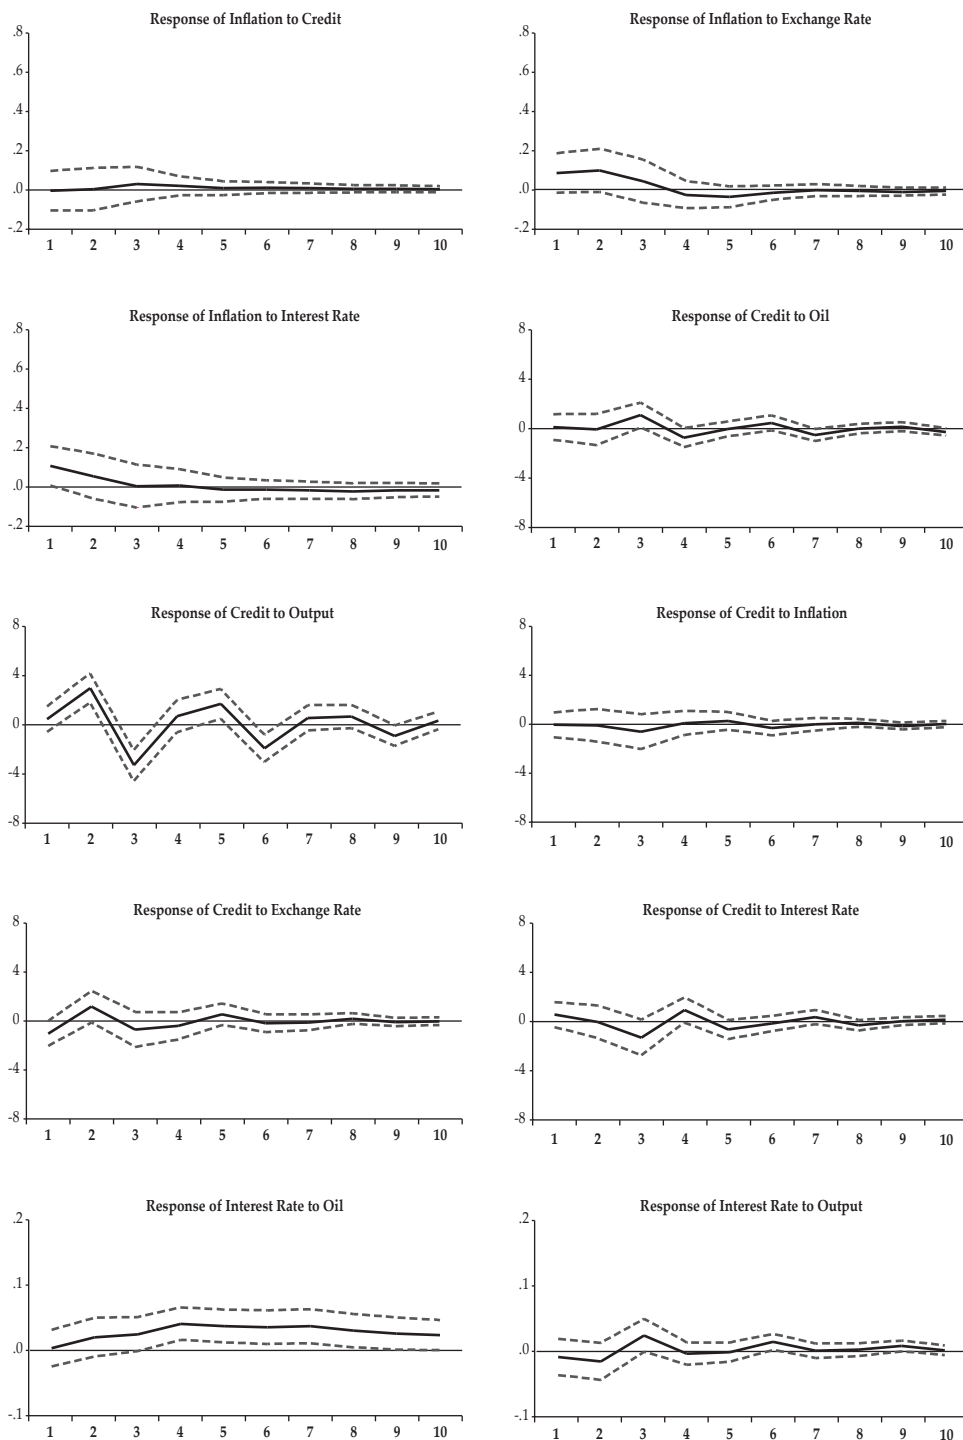 Response of Inflation to Credit
.8
.6
.4
.2
.0
-.2
1 2 3 4 5 6 7 8 9 10
Response of Inflation to Exchange Rate
.8
.6
.4
.2
.0
-.2
1 2 3 4 5 6 7 8 9 10
Response of Inflation to Interest Rate
.8
.6
.4
.2
.0
-.2
1 2 3 4 5 6 7 8 9 10
Response of Credit to Oil
8
4
0
-4
-8
1 2 3 4 5 6 7 8 9 10
Response of Credit to Output
8
4
0
-4
-8
1 2 3 4 5 6 7 8 9 10
Response of Credit to Inflation
8
4
0
-4
-8
1 2 3 4 5 6 7 8 9 10
Response of Credit to Exchange Rate
8
4
0
-4
-8
1 2 3 4 5 6 7 8 9 10
Response of Credit to Interest Rate
8
4
0
-4
-8
1 2 3 4 5 6 7 8 9 10
Response of Interest Rate to Oil
.2
.1
.0
-.1
1 2 3 4 5 6 7 8 9 10
Response of Interest Rate to Output
.2
.1
.0
-.1
1 2 3 4 5 6 7 8 9 10